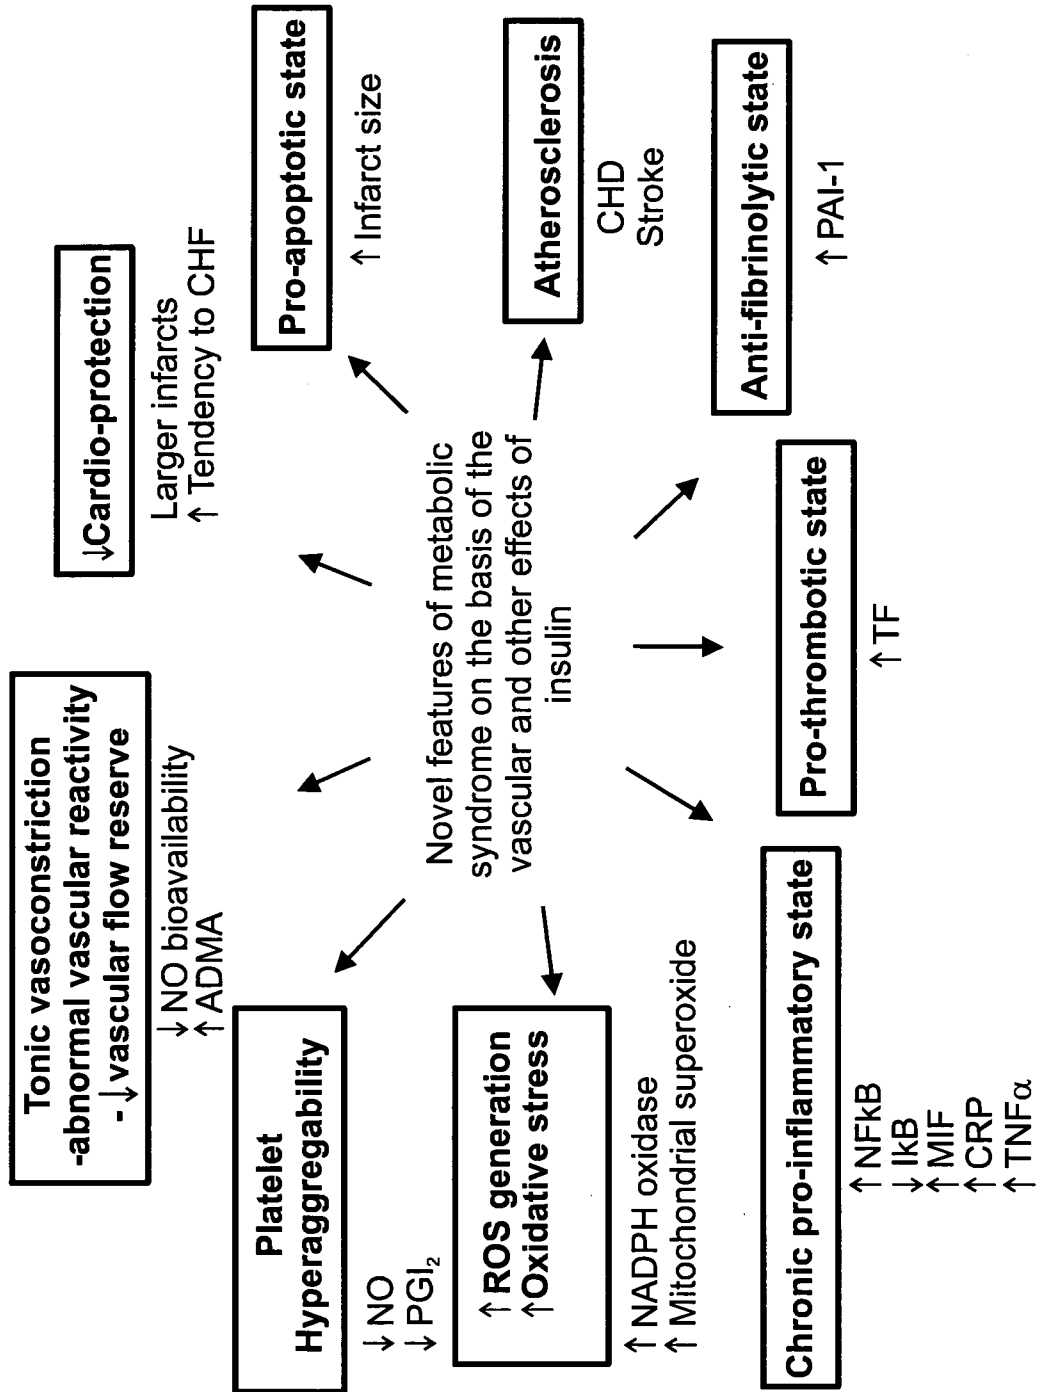 Tonic vasoconstriction
-abnormal vascular reactivity
- ↓vascular flow reserve
↓NO bioavailability
↑ADMA
↓Cardio-protection
Larger infarcts
↑Tendency to CHF
Platelet
Hyperaggregability
↓NO
↓PGI₂
Pro-apoptotic state
↑Infarct size
Novel features of metabolic
syndrome on the basis of the
vascular and other effects of
insulin
↑ROS generation
↑Oxidative stress
↑NADPH oxidase
↑Mitochondrial superoxide
Atherosclerosis
CHD
Stroke
Chronic pro-inflammatory state
↑NFkB
↓IkB
↑MIF
↑CRP
↑TNFα
Pro-thrombotic state
↑TF
Anti-fibrinolytic state
↑PAI-1